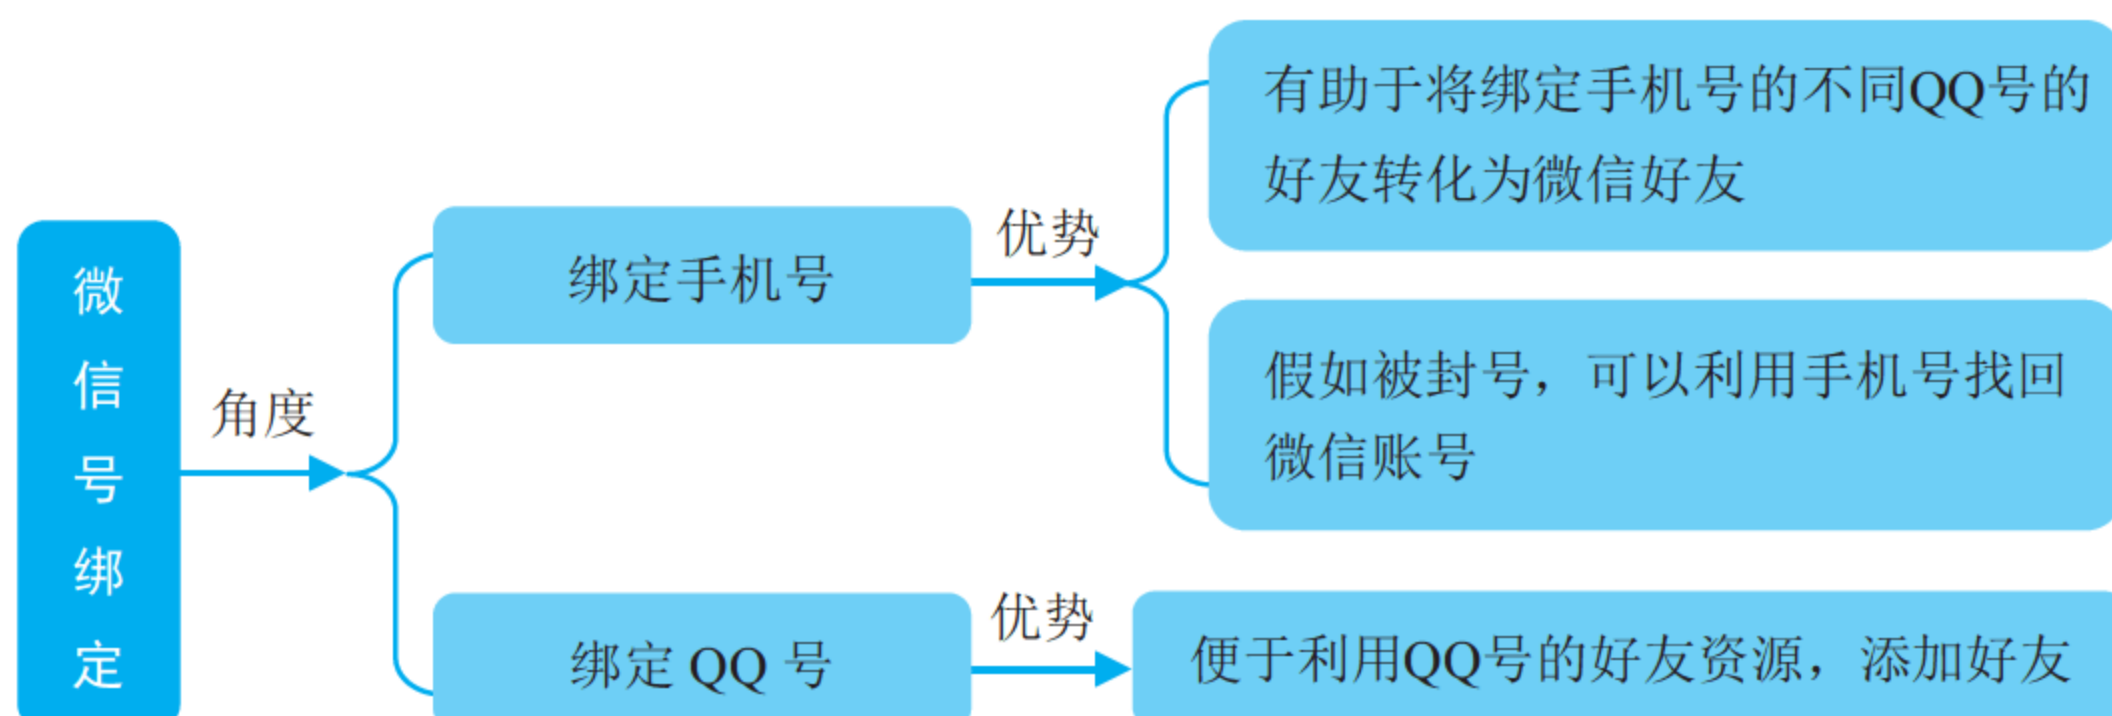 微信号绑定
角度
绑定手机号
优势
有助于将绑定手机号的不同QQ号的
好友转化为微信好友
假如被封号，可以利用手机号找回
微信账号
绑定 QQ 号
优势
便于利用QQ号的好友资源，添加好友